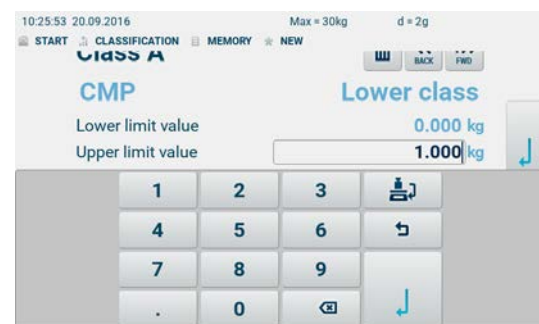 10:25:53 20.09.2016 Max = 30kg d = 2g
START CLASSIFICATION MEMORY NEW
Class A BACK FWD
CMP Lower class
Lower limit value 0.000 kg
Upper limit value 1.000 kg
1 2 3
4 5 6
7 8 9
. 0